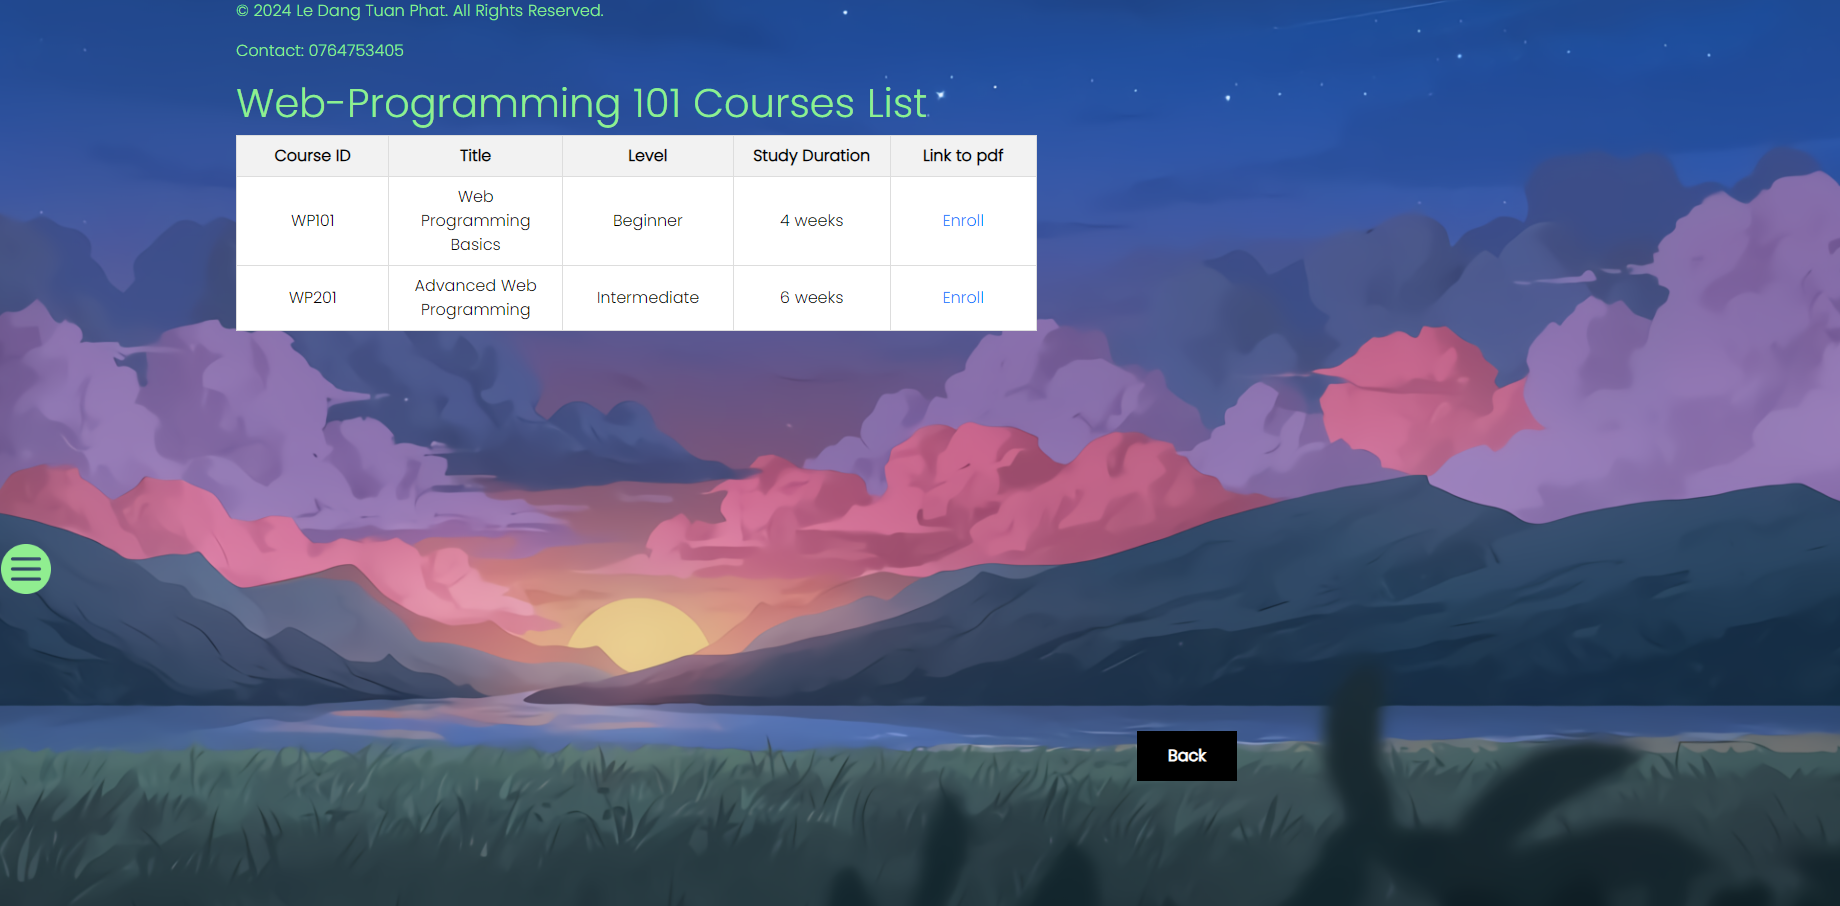 © 2024 Le Dang Tuan Phat. All Rights Reserved.
Contact: 0764753405
Web-Programming 101 Courses List
Course ID Title Level Study Duration Link to pdf
WP101 Web Programming Basics Beginner 4 weeks Enroll
WP201 Advanced Web Programming Intermediate 6 weeks Enroll
Back